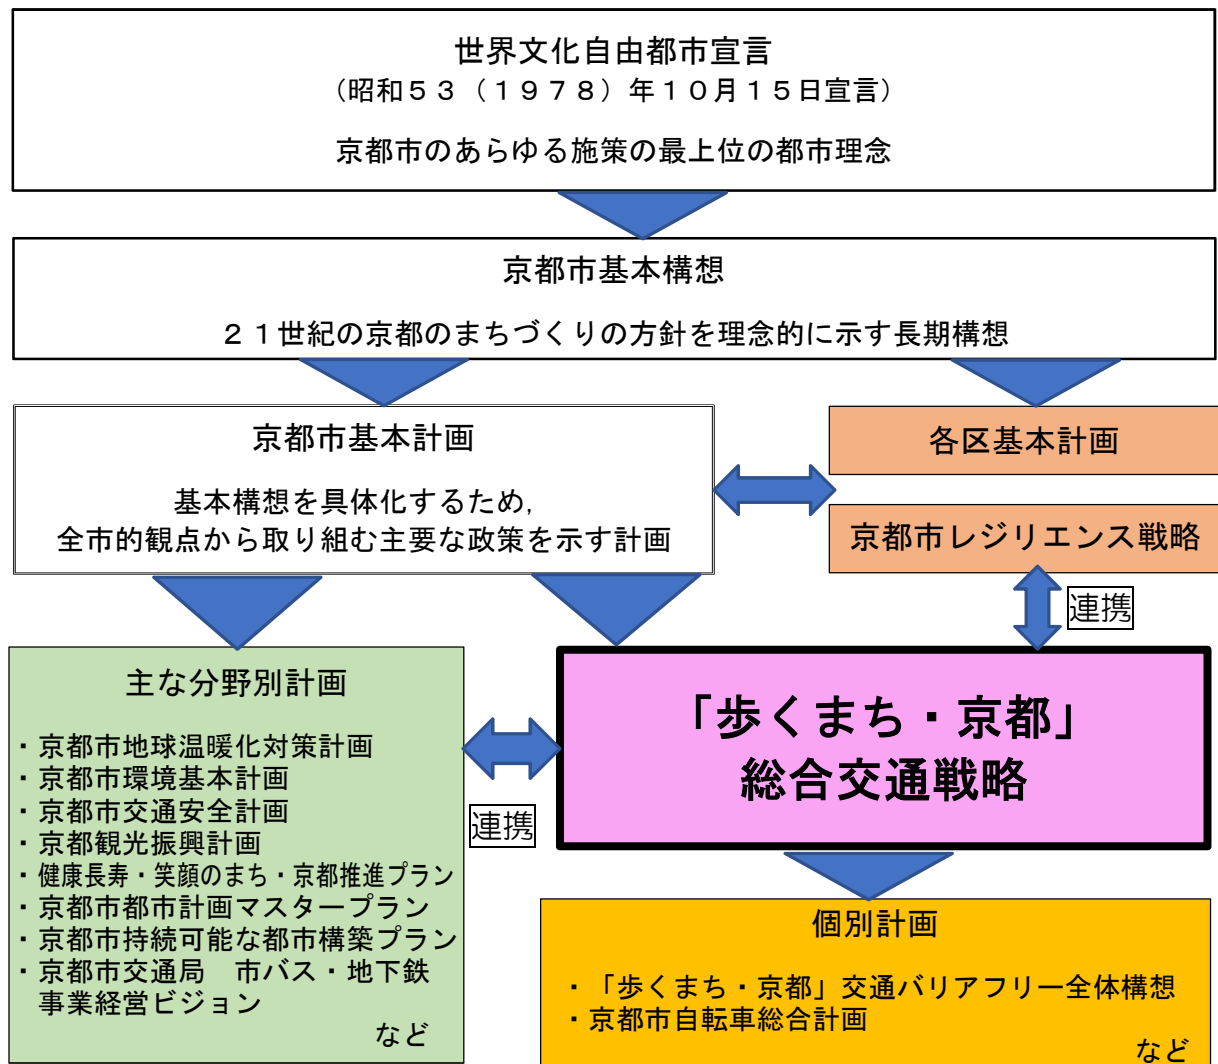 世界文化自由都市宣言
（昭和５３（１９７８）年１０月１５日宣言）
京都市のあらゆる施策の最上位の都市理念
京都市基本構想
２１世紀の京都のまちづくりの方針を理念的に示す長期構想
京都市基本計画
基本構想を具体化するため,
全市的観点から取り組む主要な政策を示す計画
各区基本計画
京都市レジリエンス戦略
連携
主な分野別計画
・京都市地球温暖化対策計画
・京都市環境基本計画
・京都市交通安全計画
・京都観光振興計画
・健康長寿・笑顔のまち・京都推進プラン
・京都市都市計画マスタープラン
・京都市持続可能な都市構築プラン
・京都市交通局　市バス・地下鉄
事業経営ビジョン
など
連携
「歩くまち・京都」
総合交通戦略
個別計画
・「歩くまち・京都」交通バリアフリー全体構想
・京都市自転車総合計画
など